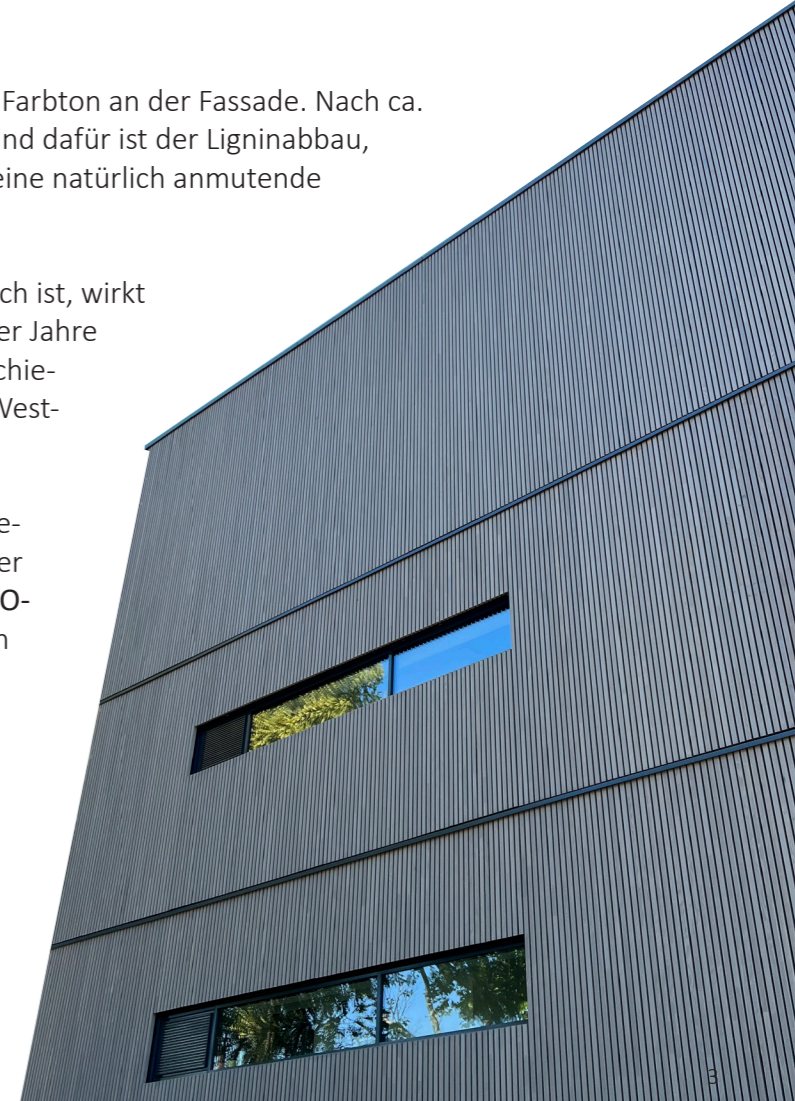 Farbton an der Fassade. Nach ca.
nd dafür ist der Ligninabbau,
eine natürlich anmutende
ch ist, wirkt
er Jahre
chie-
West-
e-
er
O-
n
3